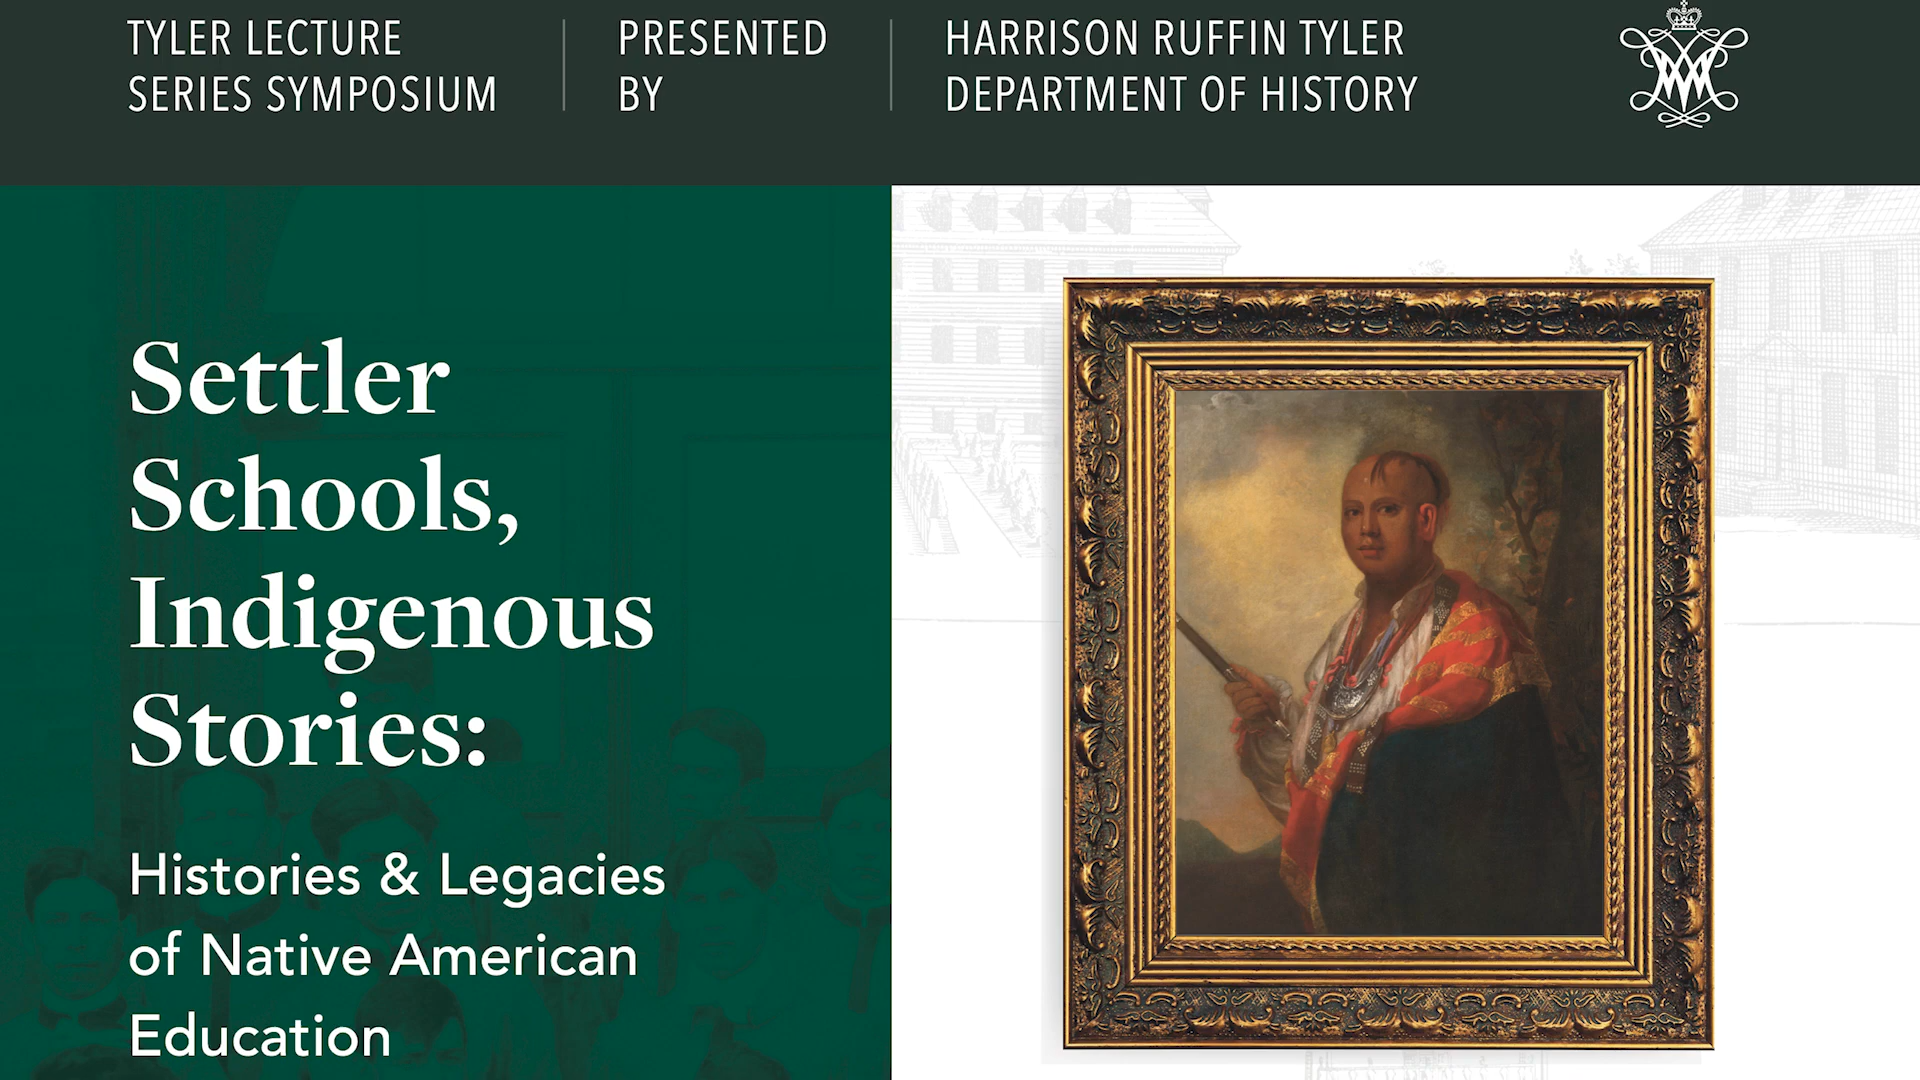 TYLER LECTURE
SERIES SYMPOSIUM
PRESENTED
BY
HARRISON RUFFIN TYLER
DEPARTMENT OF HISTORY
Settler
Schools,
Indigenous
Stories:
Histories & Legacies
of Native American
Education